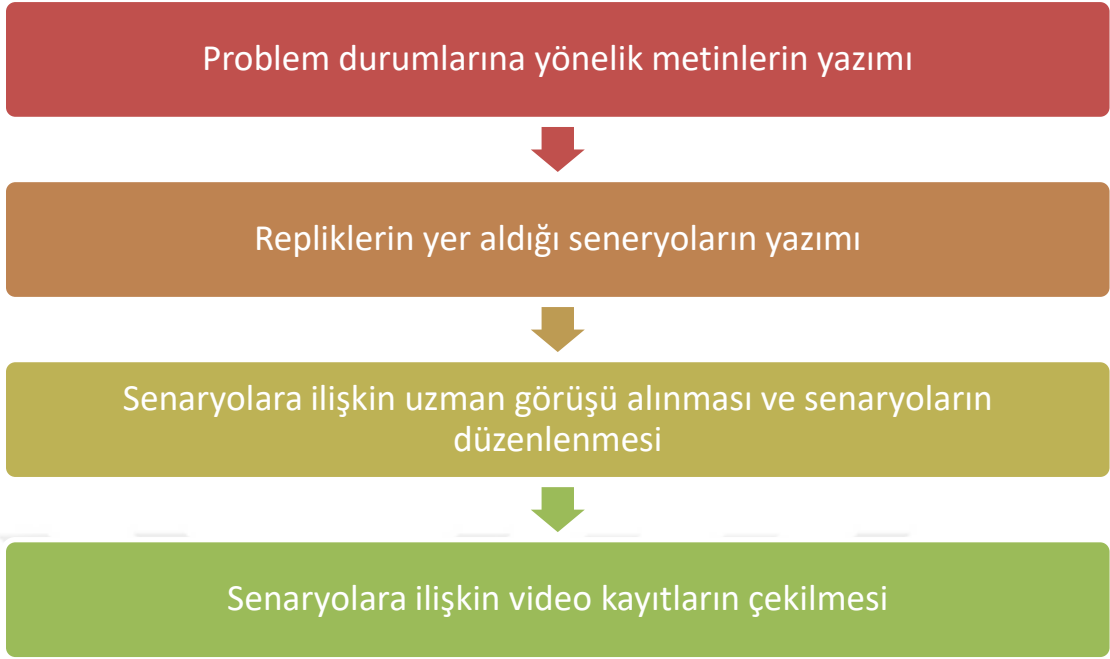 Problem durumlarına yönelik metinlerin yazımı
Repliklerin yer aldığı seneryoların yazımı
Senaryolara ilişkin uzman görüşü alınması ve senaryoların
düzenlenmesi
Senaryolara ilişkin video kayıtların çekilmesi